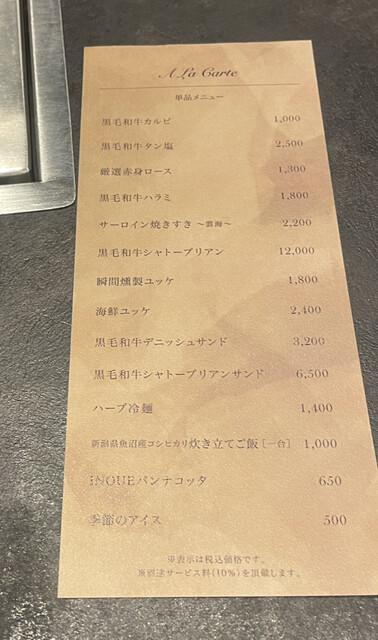 A La Carte
単品メニュー
黒毛和牛カルビ 1,000
黒毛和牛タン塩 2,500
厳選赤身ロース 1,300
黒毛和牛ハラミ 1,800
サーロイン焼きすき 〜雲海〜 2,200
黒毛和牛シャトーブリアン 12,000
瞬間燻製ユッケ 1,800
海鮮ユッケ 2,400
黒毛和牛デニッシュサンド 3,200
黒毛和牛シャトーブリアンサンド 6,500
ハーブ冷麺 1,400
新潟県魚沼産コシヒカリ炊き立てご飯［一合］ 1,000
INOUEパンナコッタ 650
季節のアイス 500
※表示は税込価格です。
※別途サービス料(10%)を頂戴します。